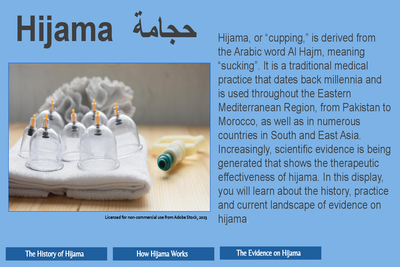 Hijama حجامة
Hijama, or “cupping,” is derived from
the Arabic word Al Hajm, meaning
“sucking”. It is a traditional medical
practice that dates back millennia and
is used throughout the Eastern
Mediterranean Region, from Pakistan to
Morocco, as well as in numerous
countries in South and East Asia.
Increasingly, scientific evidence is being
generated that shows the therapeutic
effectiveness of hijama. In this display,
you will learn about the history, practice
and current landscape of evidence on
hijama
Licensed for non-commercial use from Adobe Stock, 2023
The History of Hijama
How Hijama Works
The Evidence on Hijama